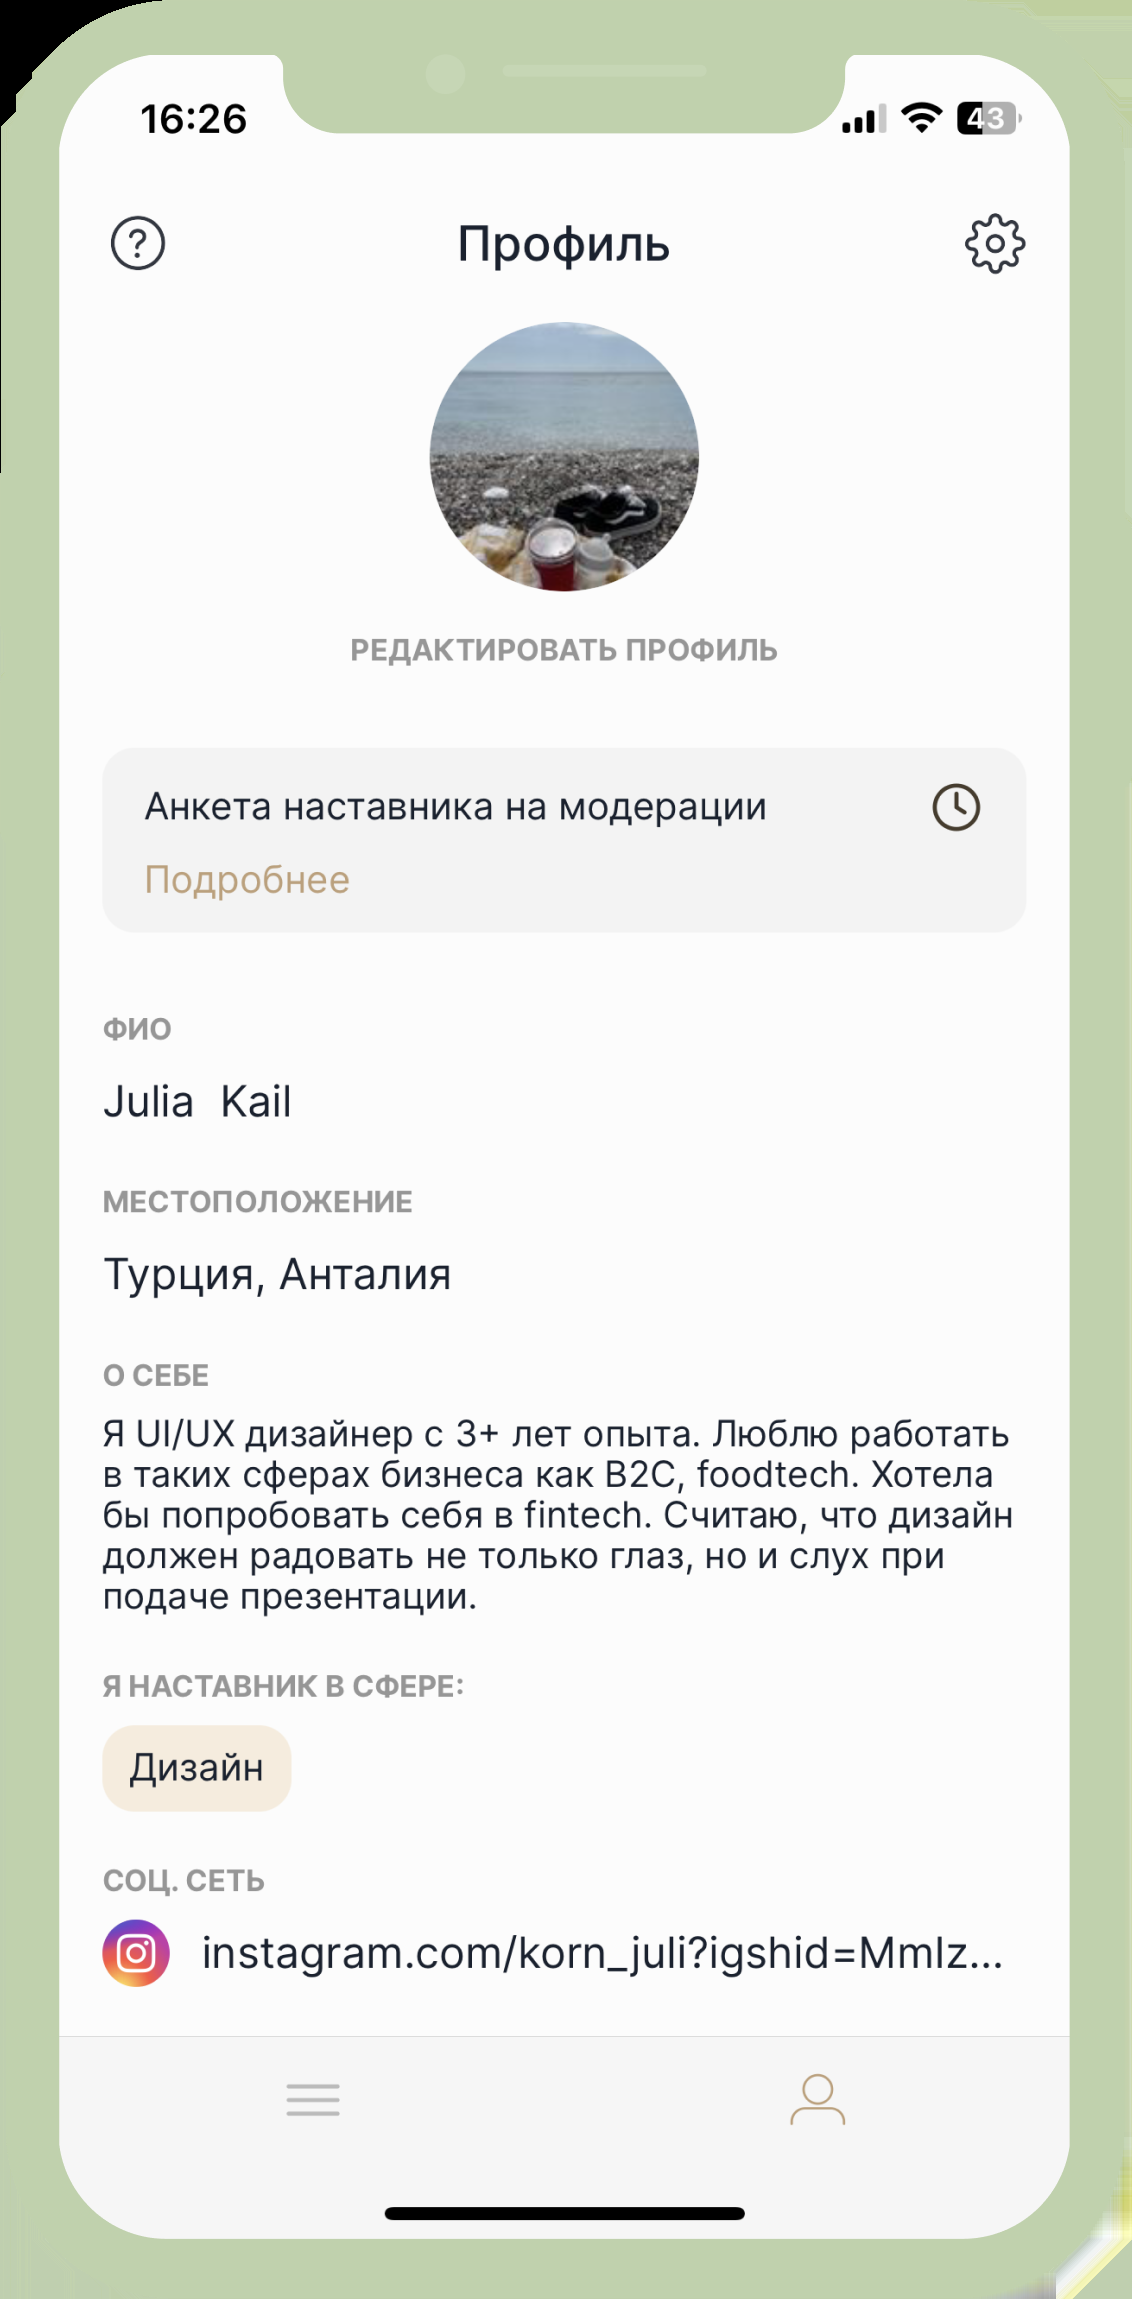 16:26
43
Профиль
РЕДАКТИРОВАТЬ ПРОФИЛЬ
Анкета наставника на модерации
Подробнее
ФИО
Julia Kail
МЕСТОПОЛОЖЕНИЕ
Турция, Анталия
О СЕБЕ
Я UI/UX дизайнер с 3+ лет опыта. Люблю работать
в таких сферах бизнеса как B2C, foodtech. Хотела
бы попробовать себя в fintech. Считаю, что дизайн
должен радовать не только глаз, но и слух при
подаче презентации.
Я НАСТАВНИК В СФЕРЕ:
Дизайн
СОЦ. СЕТЬ
instagram.com/korn_juli?igshid=MmIz...